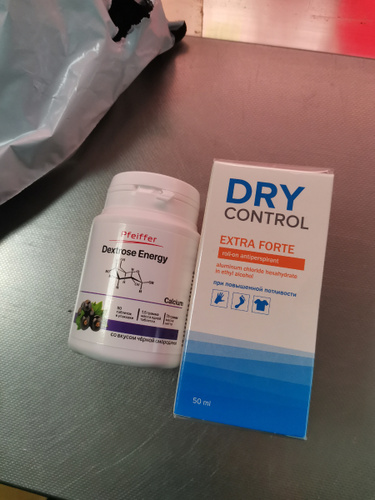 Pfeiffer
Dextrose Energy
Calcium
со вкусом чёрной смородины
DRY
CONTROL
EXTRA FORTE
roll-on antiperspirant
aluminum chloride hexahydrate
in ethyl alcohol
при повышенной потливости
50 ml